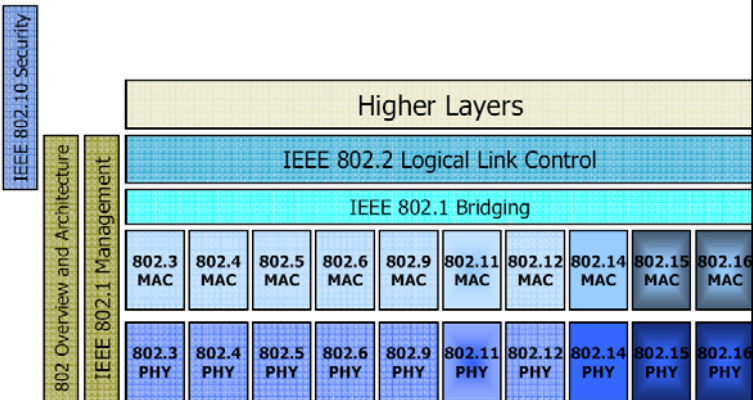 IEEE 802.10 Security
802 Overview and Architecture
IEEE 802.1 Management
Higher Layers
IEEE 802.2 Logical Link Control
IEEE 802.1 Bridging
802.3 MAC
802.4 MAC
802.5 MAC
802.6 MAC
802.9 MAC
802.11 MAC
802.12 MAC
802.14 MAC
802.15 MAC
802.16 MAC
802.3 PHY
802.4 PHY
802.5 PHY
802.6 PHY
802.9 PHY
802.11 PHY
802.12 PHY
802.14 PHY
802.15 PHY
802.16 PHY